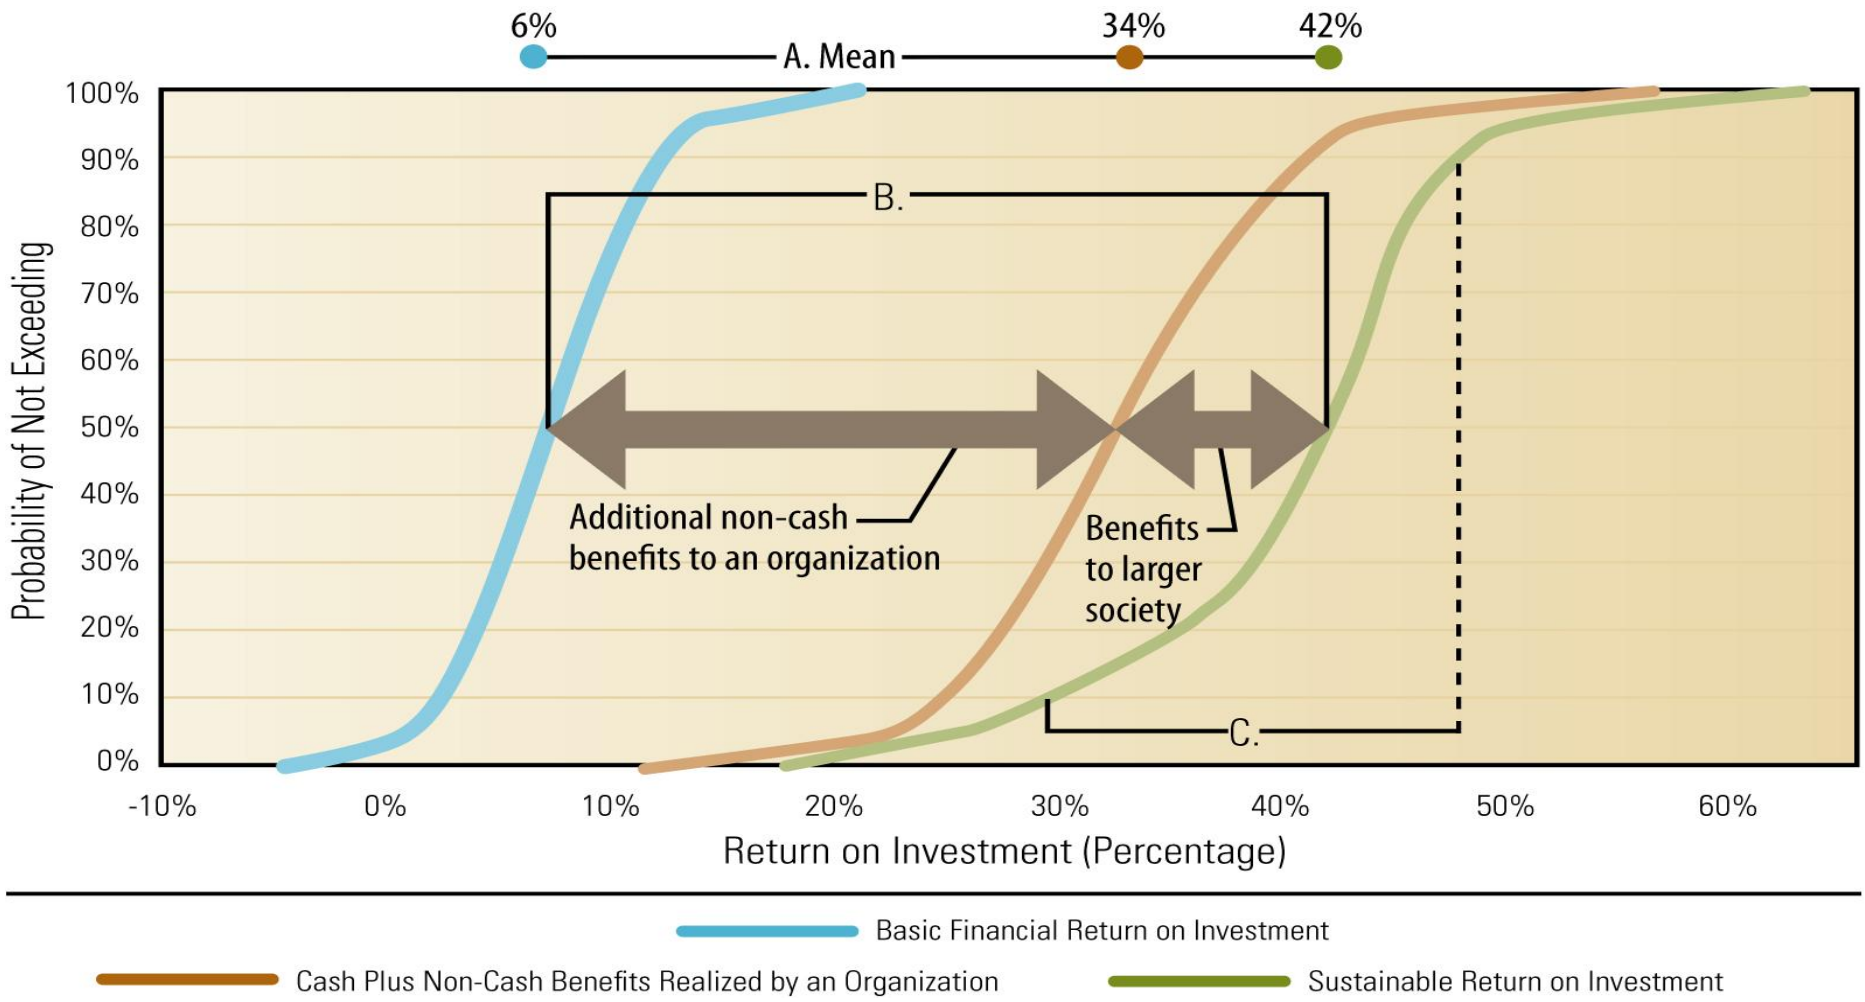 6% 34% 42%
A. Mean
100%
90%
B.
80%
70%
60%
50%
40%
30%
20%
10%
0%
Probability of Not Exceeding
Additional non-cash
benefits to an organization
Benefits
to larger
society
C.
-10% 0% 10% 20% 30% 40% 50% 60%
Return on Investment (Percentage)
Basic Financial Return on Investment
Cash Plus Non-Cash Benefits Realized by an Organization
Sustainable Return on Investment